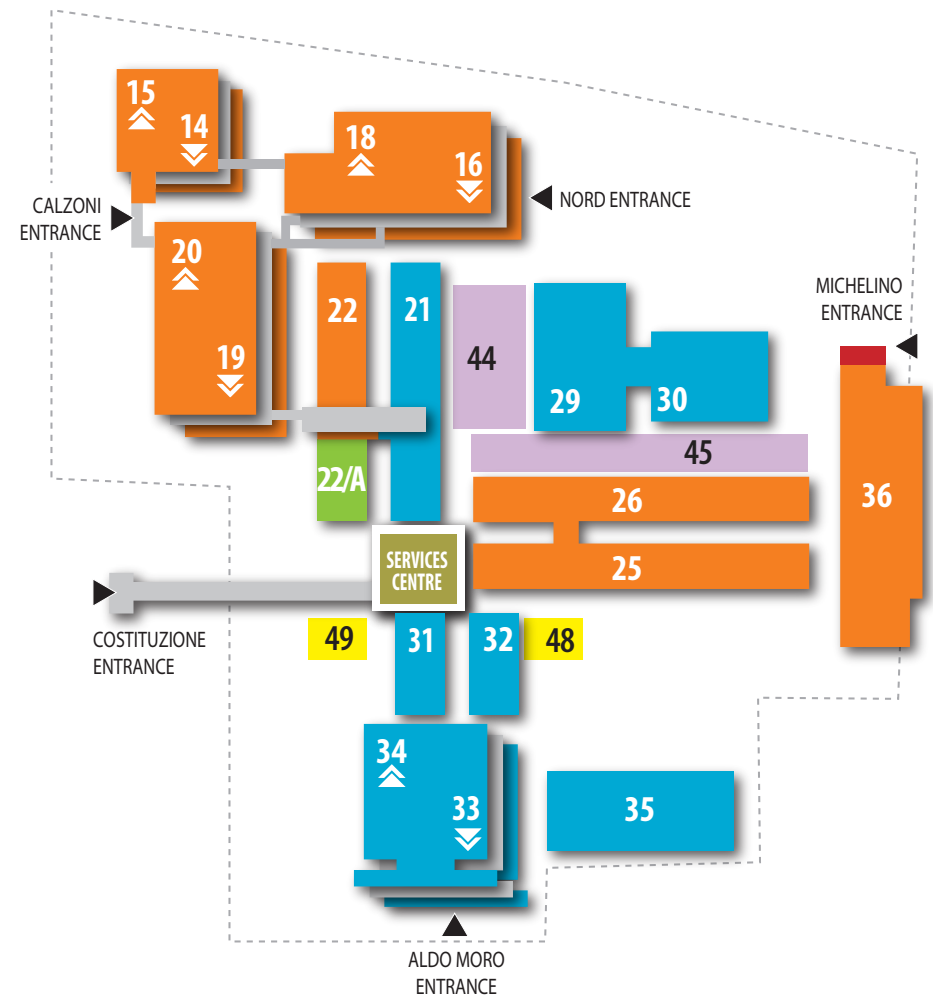 15
14
18
16
CALZONI
ENTRANCE
NORD ENTRANCE
20
19
22
21
44
29
30
MICHELINO
ENTRANCE
45
22/A
26
36
SERVICES
CENTRE
25
COSTITUZIONE
ENTRANCE
49
31
32
48
34
33
35
ALDO MORO
ENTRANCE